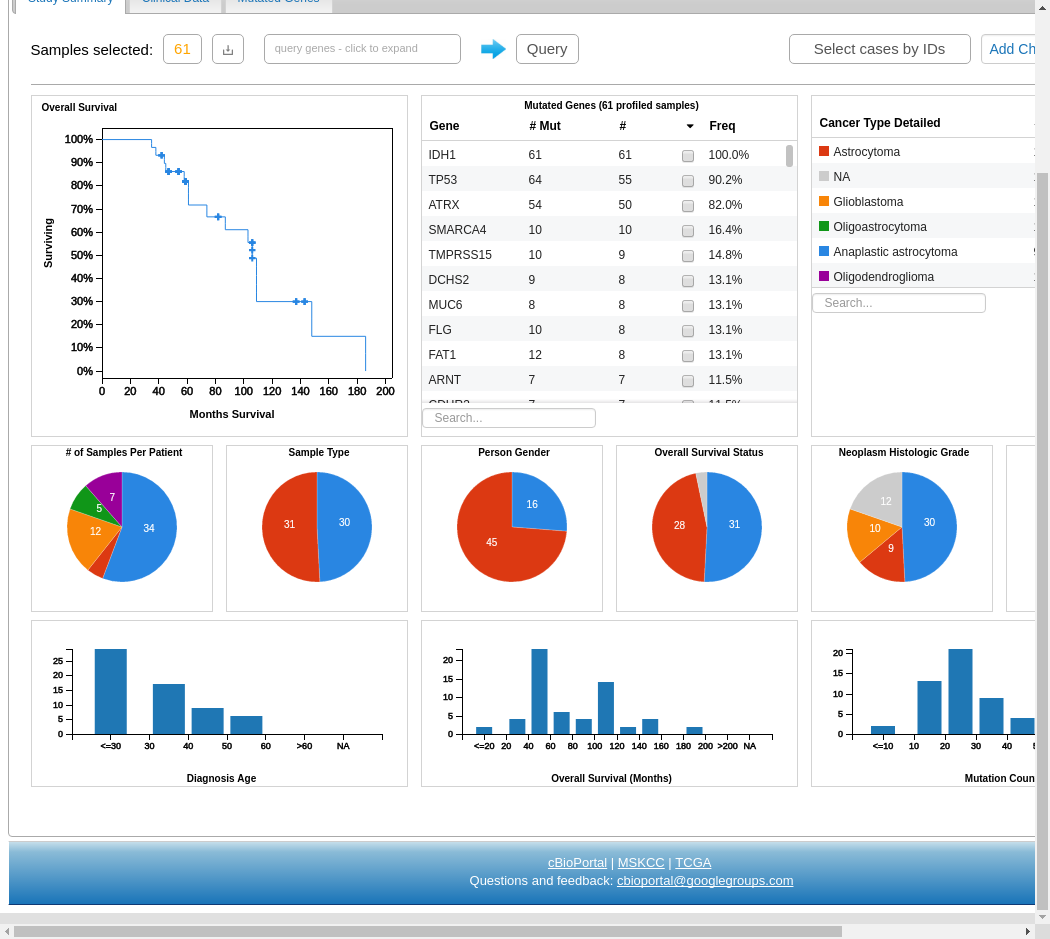 Study Summary Clinical Data Mutated Genes
Samples selected: 61 query genes - click to expand Query Select cases by IDs Add Ch
Overall Survival
100%
90%
80%
70%
60%
50%
40%
30%
20%
10%
0%
Surviving
0 20 40 60 80 100 120 140 160 180 200
Months Survival
Mutated Genes (61 profiled samples)
Gene # Mut # Freq
IDH1 61 61 100.0%
TP53 64 55 90.2%
ATRX 54 50 82.0%
SMARCA4 10 10 16.4%
TMPRSS15 10 9 14.8%
DCHS2 9 8 13.1%
MUC6 8 8 13.1%
FLG 10 8 13.1%
FAT1 12 8 13.1%
ARNT 7 7 11.5%
Search...
Cancer Type Detailed
Astrocytoma
NA
Glioblastoma
Oligoastrocytoma
Anaplastic astrocytoma
Oligodendroglioma
Search...
# of Samples Per Patient
7
5
12 34
Sample Type
31 30
Person Gender
16
45
Overall Survival Status
28 31
Neoplasm Histologic Grade
12
10 30
9
25
20
15
10
5
0
<=30 30 40 50 60 >60 NA
Diagnosis Age
20
15
10
5
0
<=20 20 40 60 80 100 120 140 160 180 200 >200 NA
Overall Survival (Months)
20
15
10
5
0
<=10 10 20 30 40
Mutation Coun
cBioPortal | MSKCC | TCGA
Questions and feedback: cbioportal@googlegroups.com